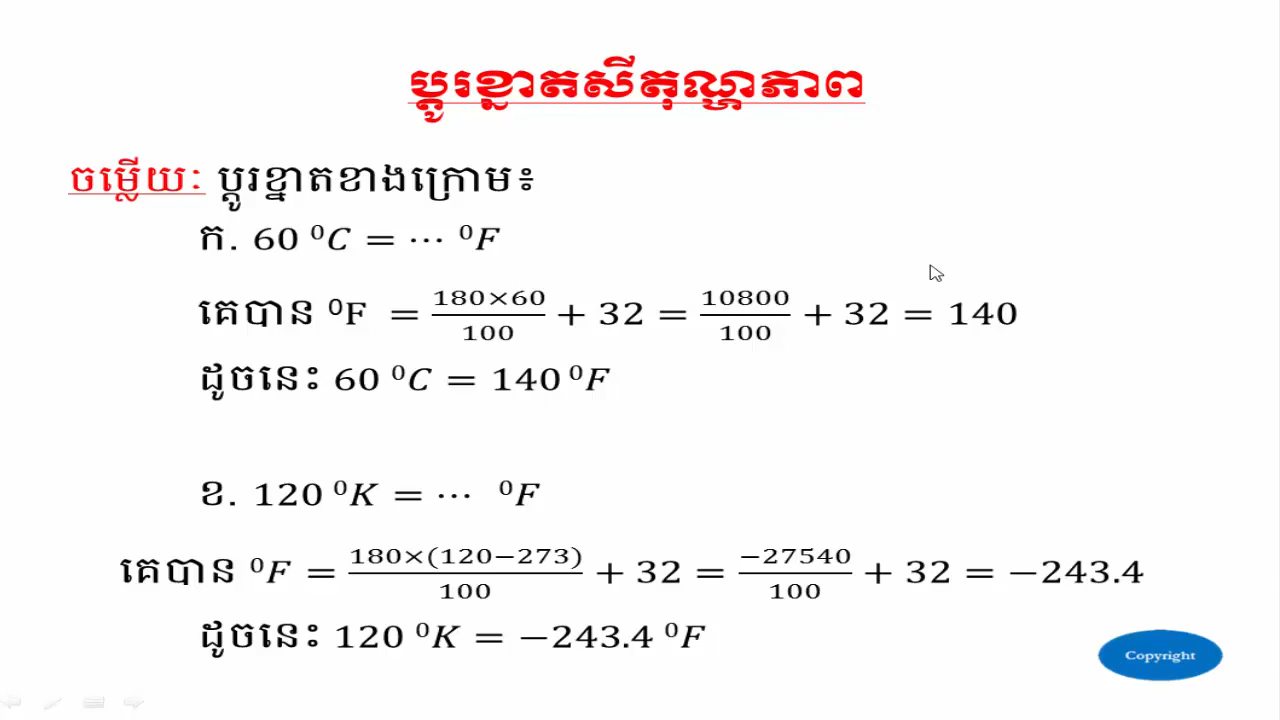 ប្តូរខ្នាតសីតុណ្ហភាព
ចម្លើយៈ ប្តូរខ្នាតខាងក្រោម៖
ក. 60 ⁰C = ⋯ ⁰F
គេបាន ⁰F = 180×60/100 + 32 = 10800/100 + 32 = 140
ដូចនេះ 60 ⁰C = 140 ⁰F
ខ. 120 ⁰K = ⋯ ⁰F
គេបាន ⁰F = 180×(120−273)/100 + 32 = −27540/100 + 32 = −243.4
ដូចនេះ 120 ⁰K = −243.4 ⁰F
Copyright